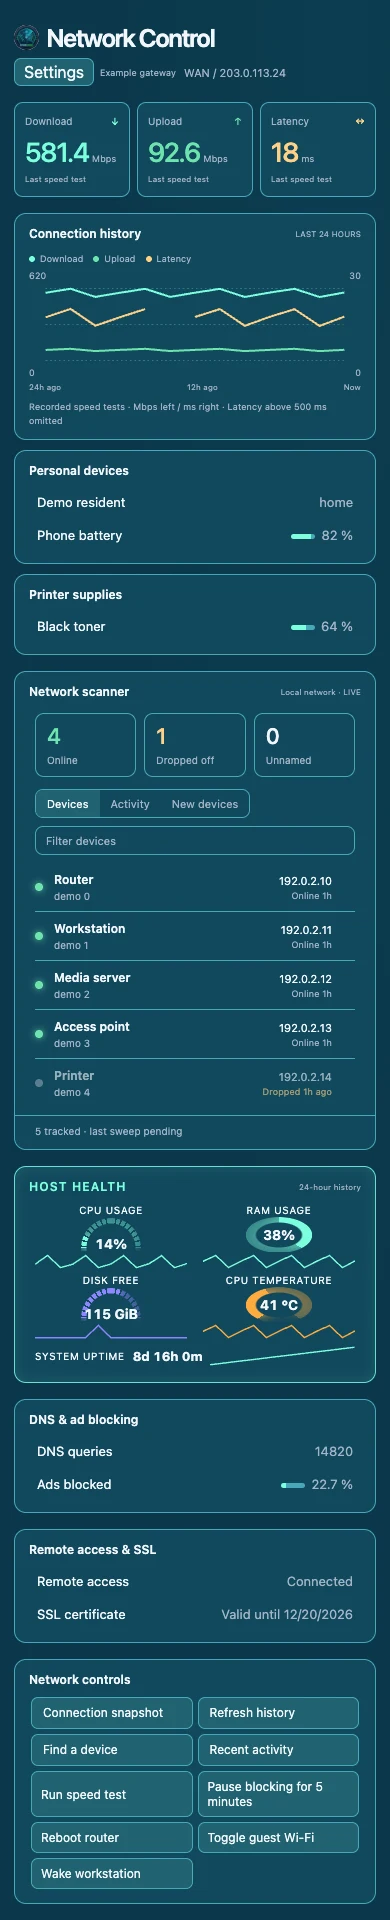 Network Control
Settings Example gateway WAN / 203.0.113.24
Download ↓
581.4 Mbps
Last speed test
Upload ↑
92.6 Mbps
Last speed test
Latency ↔
18 ms
Last speed test
Connection history LAST 24 HOURS
Download Upload Latency
620 30
0 0
24h ago 12h ago Now
Recorded speed tests · Mbps left / ms right · Latency above 500 ms
omitted
Personal devices
Demo resident home
Phone battery 82 %
Printer supplies
Black toner 64 %
Network scanner Local network · LIVE
4
Online
1
Dropped off
0
Unnamed
Devices Activity New devices
Filter devices
Router 192.0.2.10
demo 0 Online 1h
Workstation 192.0.2.11
demo 1 Online 1h
Media server 192.0.2.12
demo 2 Online 1h
Access point 192.0.2.13
demo 3 Online 1h
Printer 192.0.2.14
demo 4 Dropped 1h ago
5 tracked · last sweep pending
HOST HEALTH 24-hour history
CPU USAGE RAM USAGE
14% 38%
DISK FREE CPU TEMPERATURE
115 GiB 41 °C
SYSTEM UPTIME 8d 16h 0m
DNS & ad blocking
DNS queries 14820
Ads blocked 22.7 %
Remote access & SSL
Remote access Connected
SSL certificate Valid until 12/20/2026
Network controls
Connection snapshot Refresh history
Find a device Recent activity
Run speed test
Pause blocking for 5
minutes
Reboot router Toggle guest Wi-Fi
Wake workstation